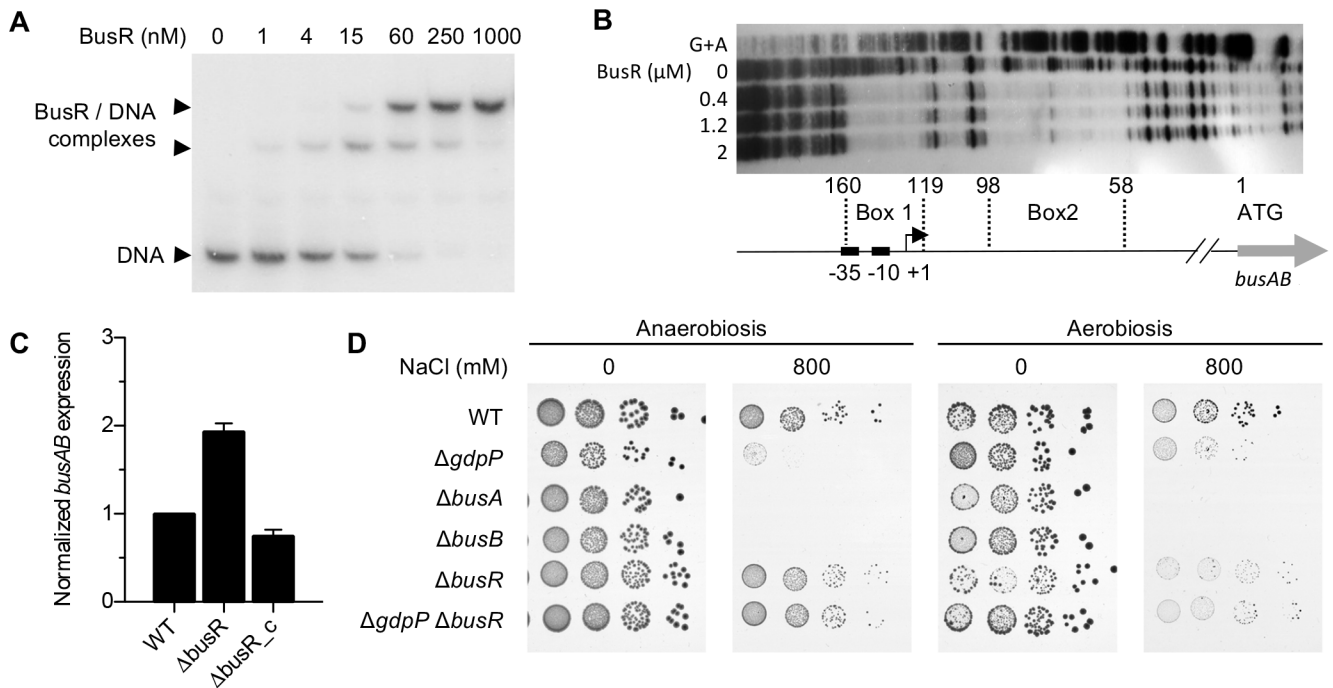 A
BusR (nM) 0 1 4 15 60 250 1000
BusR / DNA
complexes
DNA
B
G+A
BusR (μM) 0
0.4
1.2
2
160 119 98 58 1
Box 1 Box2 ATG
-35 -10 +1
busAB
C
Normalized busAB expression
3
2
1
0
WT
ΔbusR
ΔbusR_c
D
Anaerobiosis Aerobiosis
NaCl (mM) 0 800 0 800
WT
ΔgdpP
ΔbusA
ΔbusB
ΔbusR
ΔgdpP ΔbusR